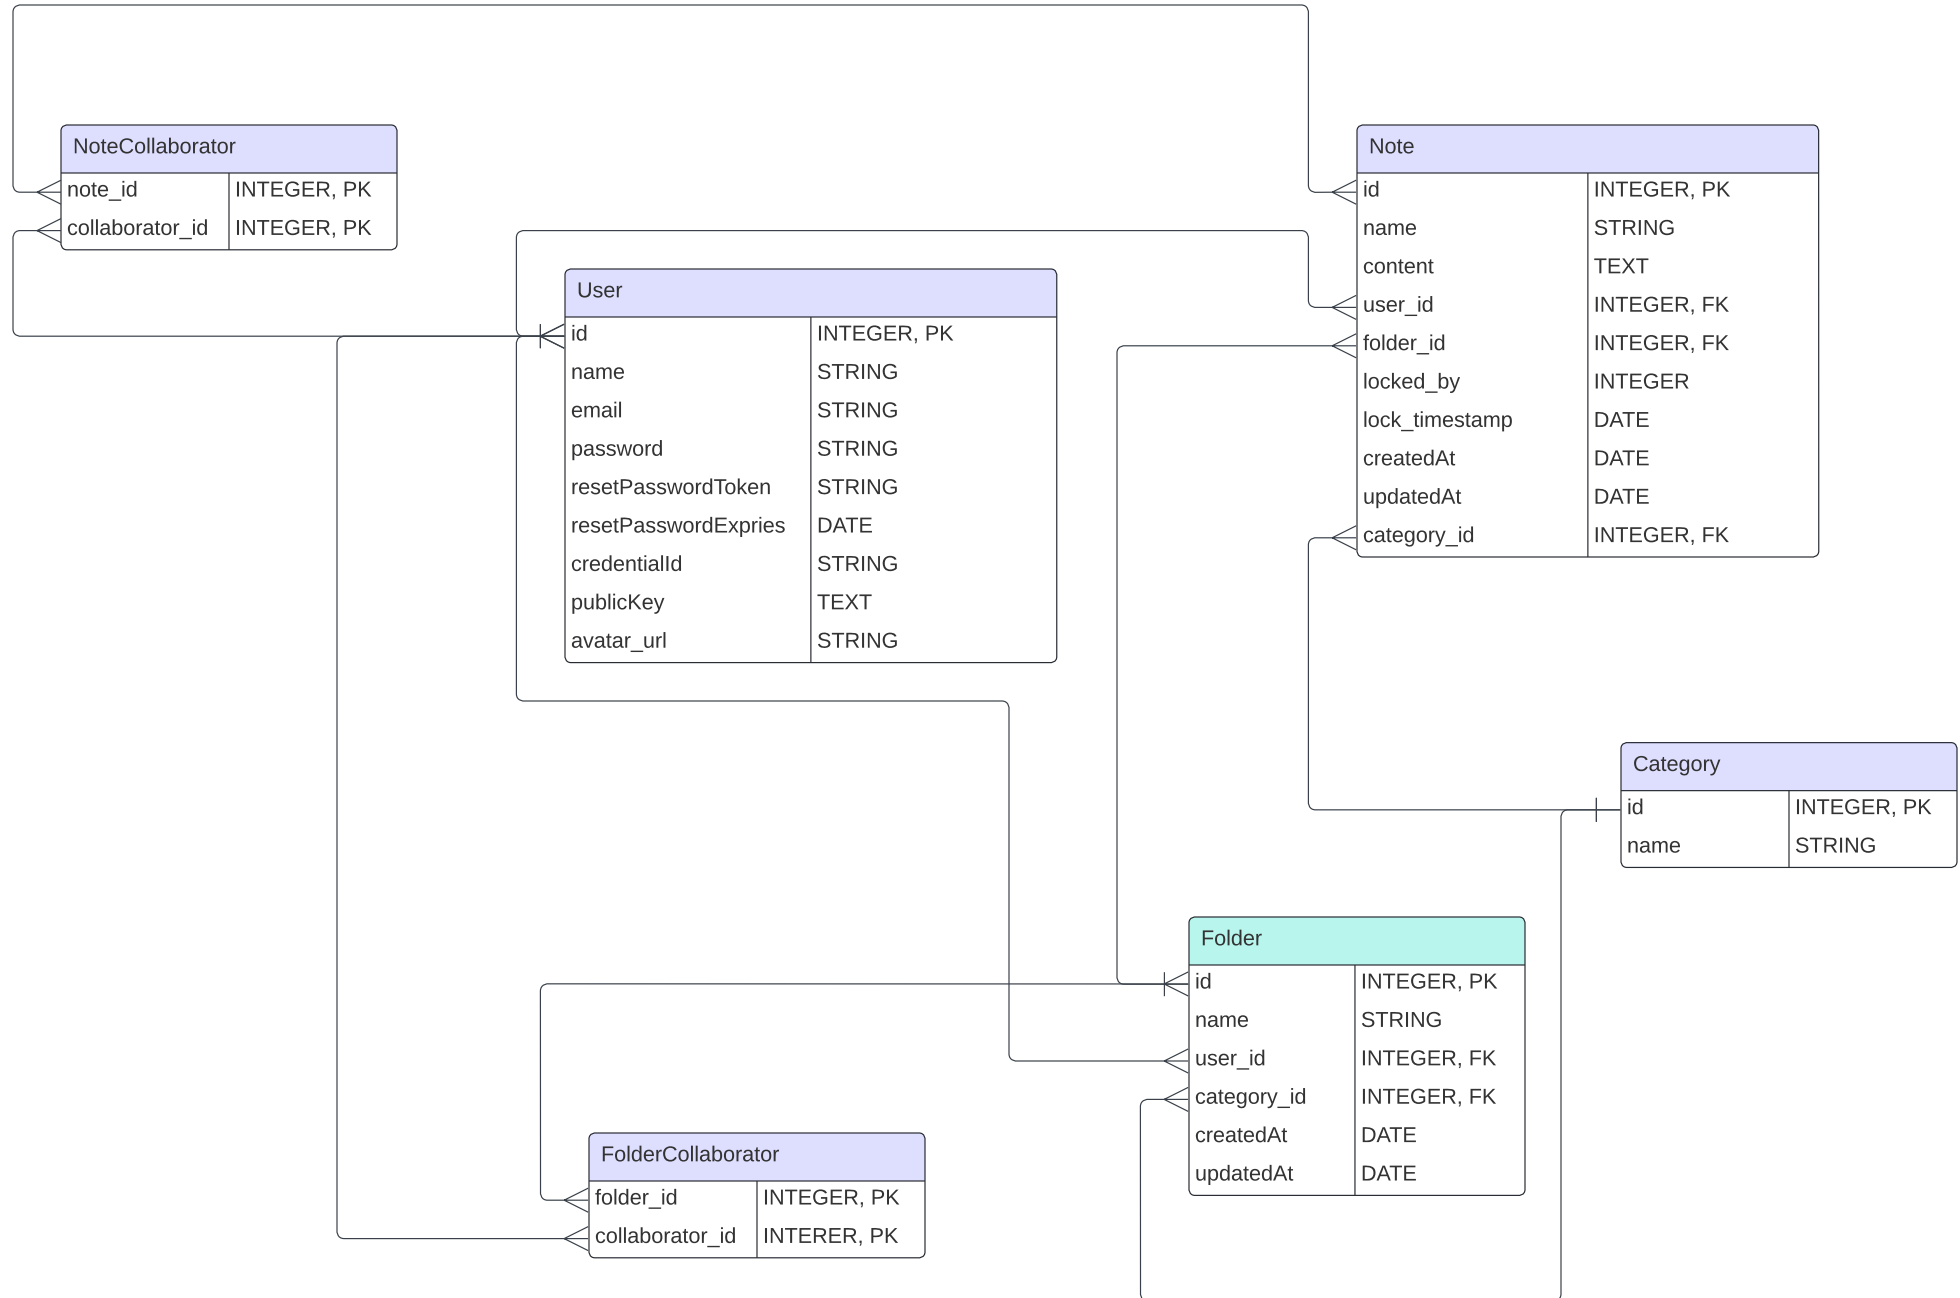 NoteCollaborator
note_id INTEGER, PK
collaborator_id INTEGER, PK
User
id INTEGER, PK
name STRING
email STRING
password STRING
resetPasswordToken STRING
resetPasswordExpries DATE
credentialId STRING
publicKey TEXT
avatar_url STRING
Note
id INTEGER, PK
name STRING
content TEXT
user_id INTEGER, FK
folder_id INTEGER, FK
locked_by INTEGER
lock_timestamp DATE
createdAt DATE
updatedAt DATE
category_id INTEGER, FK
Category
id INTEGER, PK
name STRING
Folder
id INTEGER, PK
name STRING
user_id INTEGER, FK
category_id INTEGER, FK
createdAt DATE
updatedAt DATE
FolderCollaborator
folder_id INTEGER, PK
collaborator_id INTERER, PK